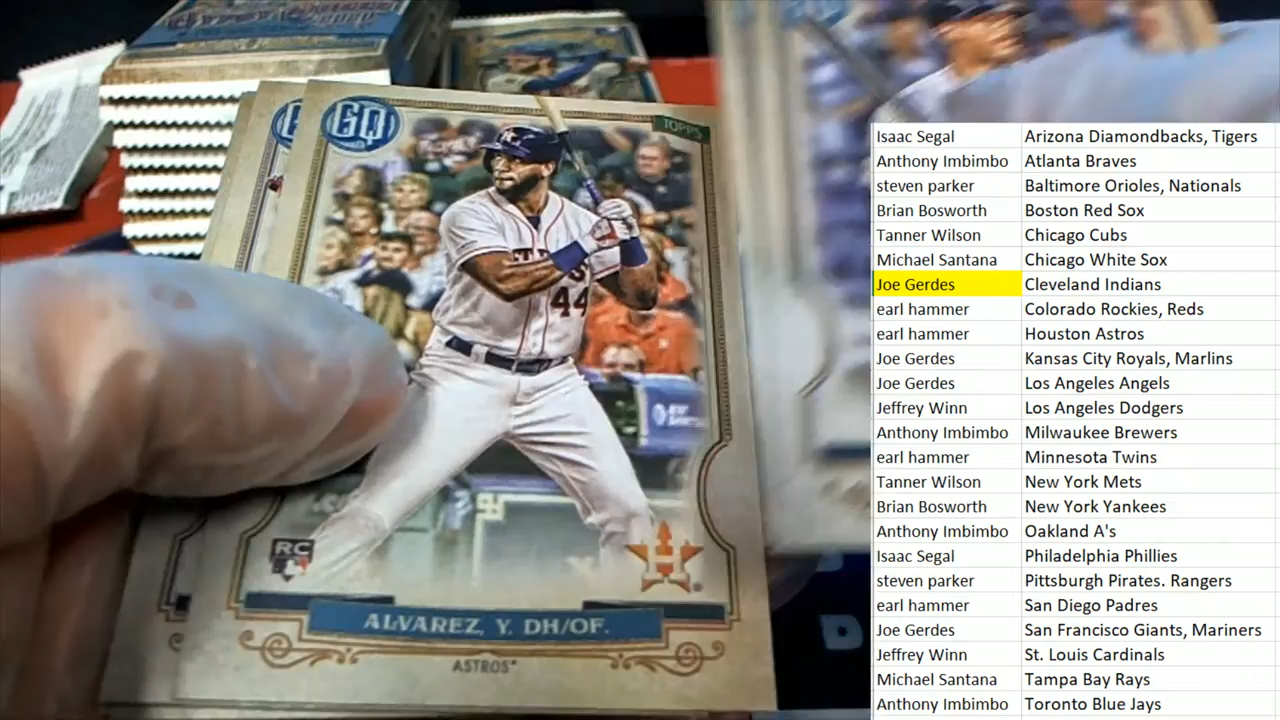 GQ
TOPPS
44
RC
ALVAREZ, Y. DH/OF.
ASTROS
Isaac Segal Arizona Diamondbacks, Tigers
Anthony Imbimbo Atlanta Braves
steven parker Baltimore Orioles, Nationals
Brian Bosworth Boston Red Sox
Tanner Wilson Chicago Cubs
Michael Santana Chicago White Sox
Joe Gerdes Cleveland Indians
earl hammer Colorado Rockies, Reds
earl hammer Houston Astros
Joe Gerdes Kansas City Royals, Marlins
Joe Gerdes Los Angeles Angels
Jeffrey Winn Los Angeles Dodgers
Anthony Imbimbo Milwaukee Brewers
earl hammer Minnesota Twins
Tanner Wilson New York Mets
Brian Bosworth New York Yankees
Anthony Imbimbo Oakland A's
Isaac Segal Philadelphia Phillies
steven parker Pittsburgh Pirates. Rangers
earl hammer San Diego Padres
Joe Gerdes San Francisco Giants, Mariners
Jeffrey Winn St. Louis Cardinals
Michael Santana Tampa Bay Rays
Anthony Imbimbo Toronto Blue Jays